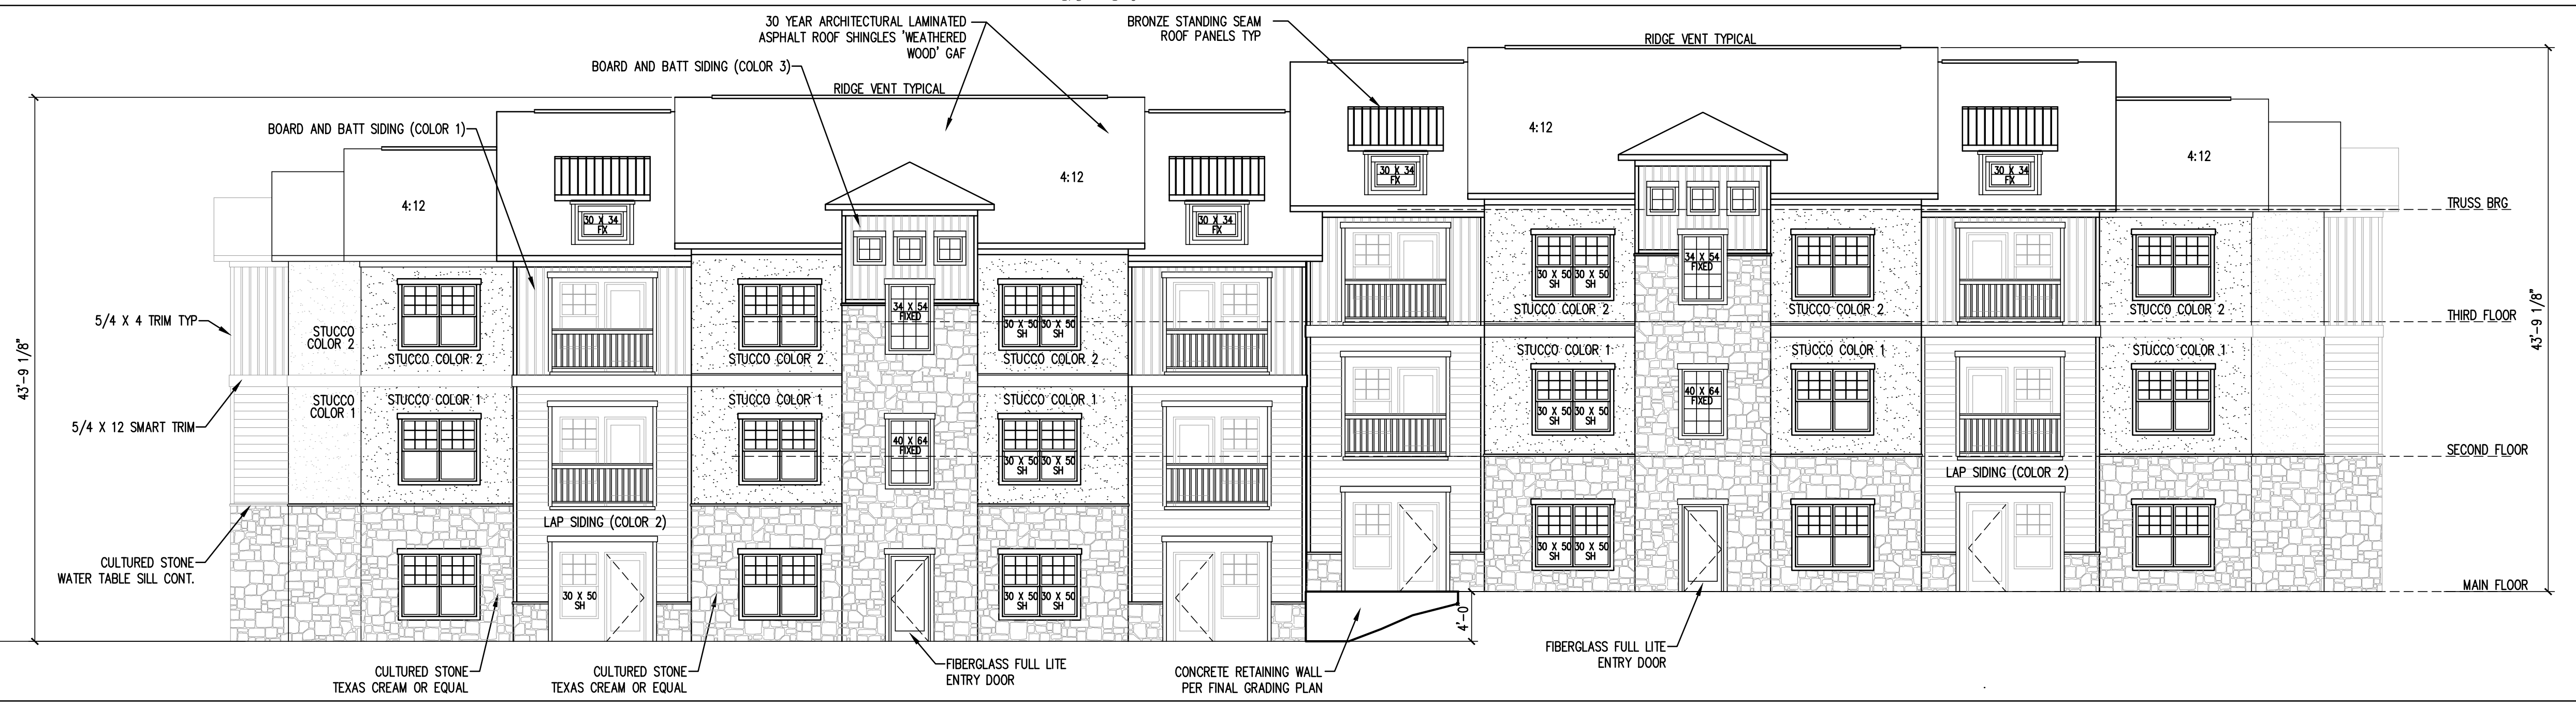 30 YEAR ARCHITECTURAL LAMINATED
ASPHALT ROOF SHINGLES 'WEATHERED
WOOD' GAF
BRONZE STANDING SEAM
ROOF PANELS TYP
RIDGE VENT TYPICAL
BOARD AND BATT SIDING (COLOR 3)
RIDGE VENT TYPICAL
BOARD AND BATT SIDING (COLOR 1)
4:12
4:12
4:12
4:12
30 X 34
FX
30 X 34
FX
30 X 34
FX
30 X 34
FX
TRUSS BRG
34 X 54
FIXED
30 X 50 30 X 50
SH SH
STUCCO COLOR 2
STUCCO COLOR 2
STUCCO COLOR 2
34 X 54
FIXED
5/4 X 4 TRIM TYP
THIRD FLOOR
STUCCO
COLOR 2
30 X 50 30 X 50
SH SH
STUCCO COLOR 2
STUCCO COLOR 2
STUCCO COLOR 2
43'-9 1/8"
43'-9 1/8"
STUCCO COLOR 1
STUCCO COLOR 1
STUCCO COLOR 1
40 X 64
FIXED
30 X 50 30 X 50
SH SH
STUCCO
COLOR 1
STUCCO COLOR 1
STUCCO COLOR 1
STUCCO COLOR 1
5/4 X 12 SMART TRIM
40 X 64
FIXED
30 X 50 30 X 50
SH SH
SECOND FLOOR
LAP SIDING (COLOR 2)
LAP SIDING (COLOR 2)
30 X 50 30 X 50
SH SH
CULTURED STONE
WATER TABLE SILL CONT.
MAIN FLOOR
30 X 50
SH
30 X 50 30 X 50
SH SH
4'-0"
FIBERGLASS FULL LITE
ENTRY DOOR
CULTURED STONE
TEXAS CREAM OR EQUAL
CULTURED STONE
TEXAS CREAM OR EQUAL
FIBERGLASS FULL LITE
ENTRY DOOR
CONCRETE RETAINING WALL
PER FINAL GRADING PLAN